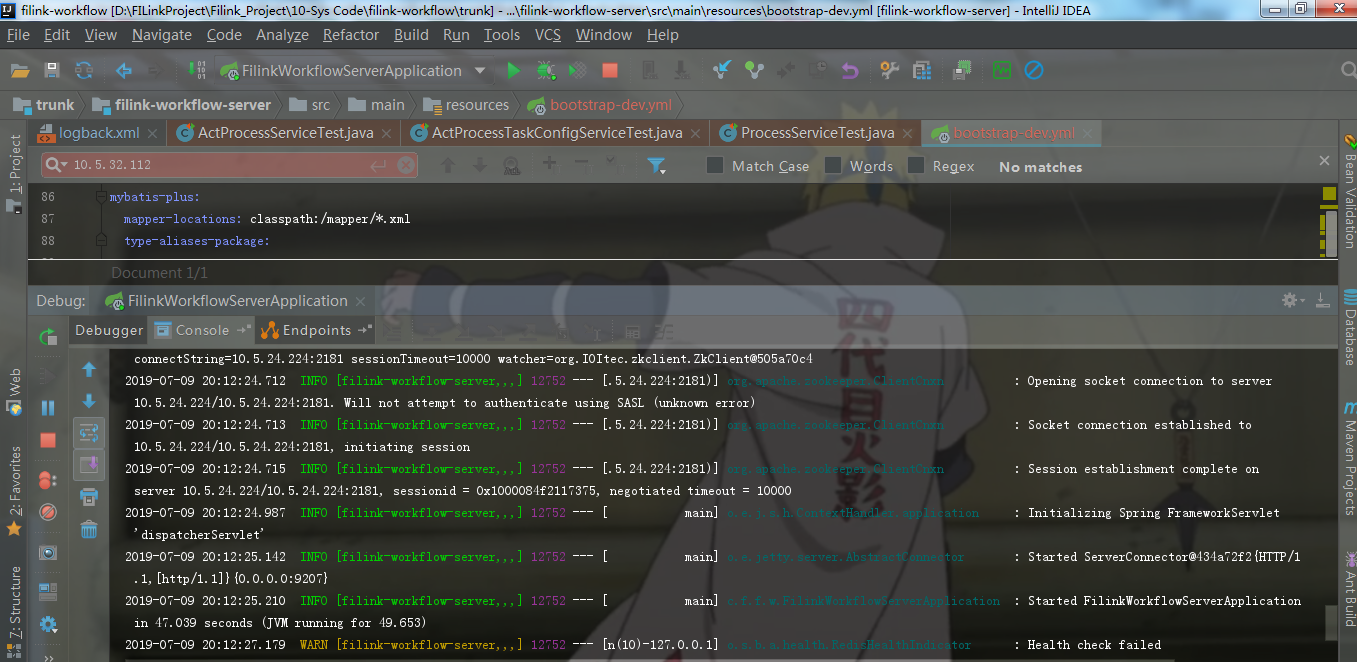 filink-workflow [D:\FILinkProject\Filink_Project\10-Sys Code\filink-workflow\trunk] - ...\filink-workflow-server\src\main\resources\bootstrap-dev.yml [filink-workflow-server] - IntelliJ IDEA
File Edit View Navigate Code Analyze Refactor Build Run Tools VCS Window Help
FilinkWorkflowServerApplication
trunk filink-workflow-server src main resources bootstrap-dev.yml
logback.xml ActProcessServiceTest.java ActProcessTaskConfigServiceTest.java ProcessServiceTest.java bootstrap-dev.yml
10.5.32.112 Match Case Words Regex No matches
86 mybatis-plus:
87 mapper-locations: classpath:/mapper/*.xml
88 type-aliases-package:
Document 1/1
Debug: FilinkWorkflowServerApplication
Debugger Console Endpoints
connectString=10.5.24.224:2181 sessionTimeout=10000 watcher=org.I0Itec.zkclient.ZkClient@505a70c4
2019-07-09 20:12:24.712 INFO [filink-workflow-server,,,] 12752 --- [.5.24.224:2181)] org.apache.zookeeper.ClientCnxn : Opening socket connection to server
10.5.24.224/10.5.24.224:2181. Will not attempt to authenticate using SASL (unknown error)
2019-07-09 20:12:24.713 INFO [filink-workflow-server,,,] 12752 --- [.5.24.224:2181)] org.apache.zookeeper.ClientCnxn : Socket connection established to
10.5.24.224/10.5.24.224:2181, initiating session
2019-07-09 20:12:24.715 INFO [filink-workflow-server,,,] 12752 --- [.5.24.224:2181)] org.apache.zookeeper.ClientCnxn : Session establishment complete on
server 10.5.24.224/10.5.24.224:2181, sessionid = 0x1000084f2117375, negotiated timeout = 10000
2019-07-09 20:12:24.987 INFO [filink-workflow-server,,,] 12752 --- [ main] o.e.j.s.h.ContextHandler.application : Initializing Spring FrameworkServlet
'dispatcherServlet'
2019-07-09 20:12:25.142 INFO [filink-workflow-server,,,] 12752 --- [ main] o.e.jetty.server.AbstractConnector : Started ServerConnector@434a72f2{HTTP/1
.1,[http/1.1]}{0.0.0.0:9207}
2019-07-09 20:12:25.210 INFO [filink-workflow-server,,,] 12752 --- [ main] c.f.f.w.FilinkWorkflowServerApplication : Started FilinkWorkflowServerApplication
in 47.039 seconds (JVM running for 49.653)
2019-07-09 20:12:27.179 WARN [filink-workflow-server,,,] 12752 --- [n(10)-127.0.0.1] o.s.b.a.health.RedisHealthIndicator : Health check failed
1: Project
Web
2: Favorites
7: Structure
Bean Validation
Database
Maven Projects
Ant Build
四代目火影